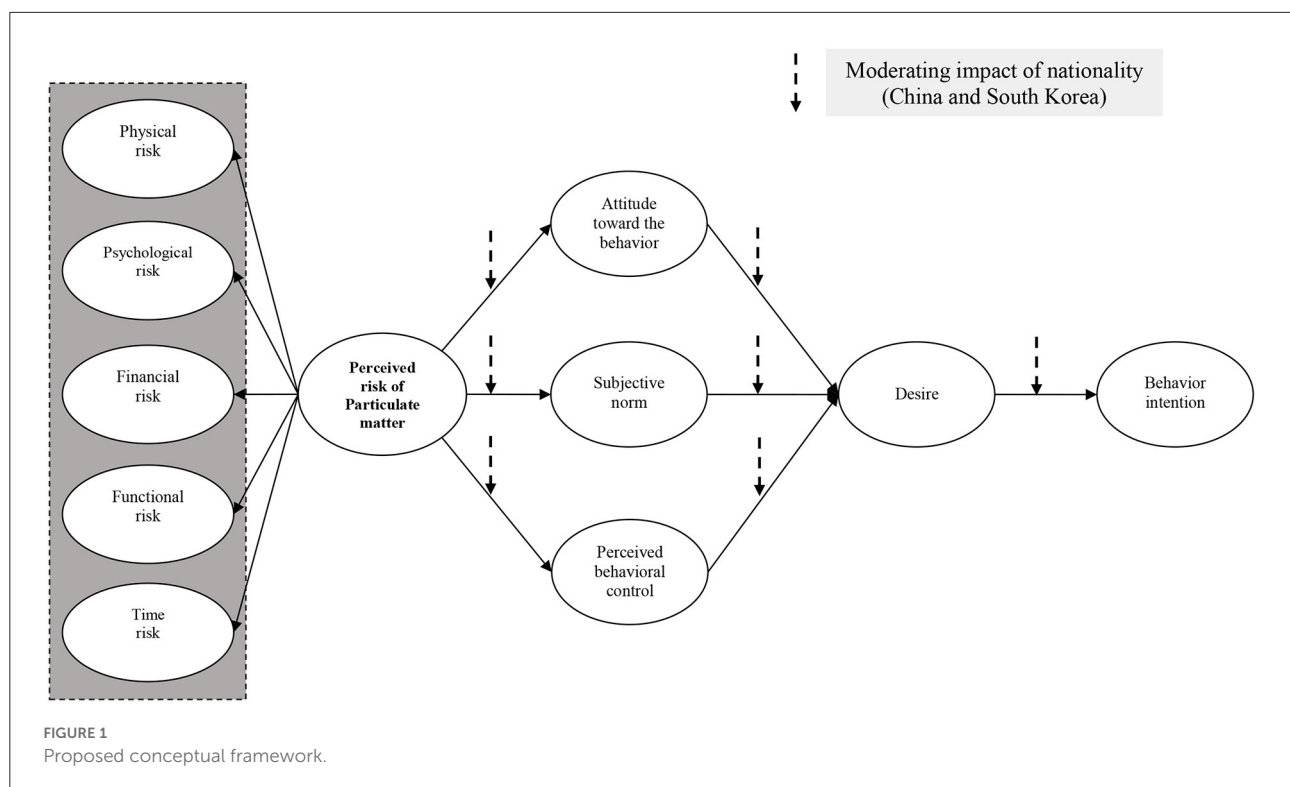 Moderating impact of nationality
(China and South Korea)
Physical
risk
Psychological
risk
Financial
risk
Functional
risk
Time
risk
Perceived
risk of
Particulate
matter
Attitude
toward the
behavior
Subjective
norm
Perceived
behavioral
control
Desire
Behavior
intention
FIGURE 1
Proposed conceptual framework.